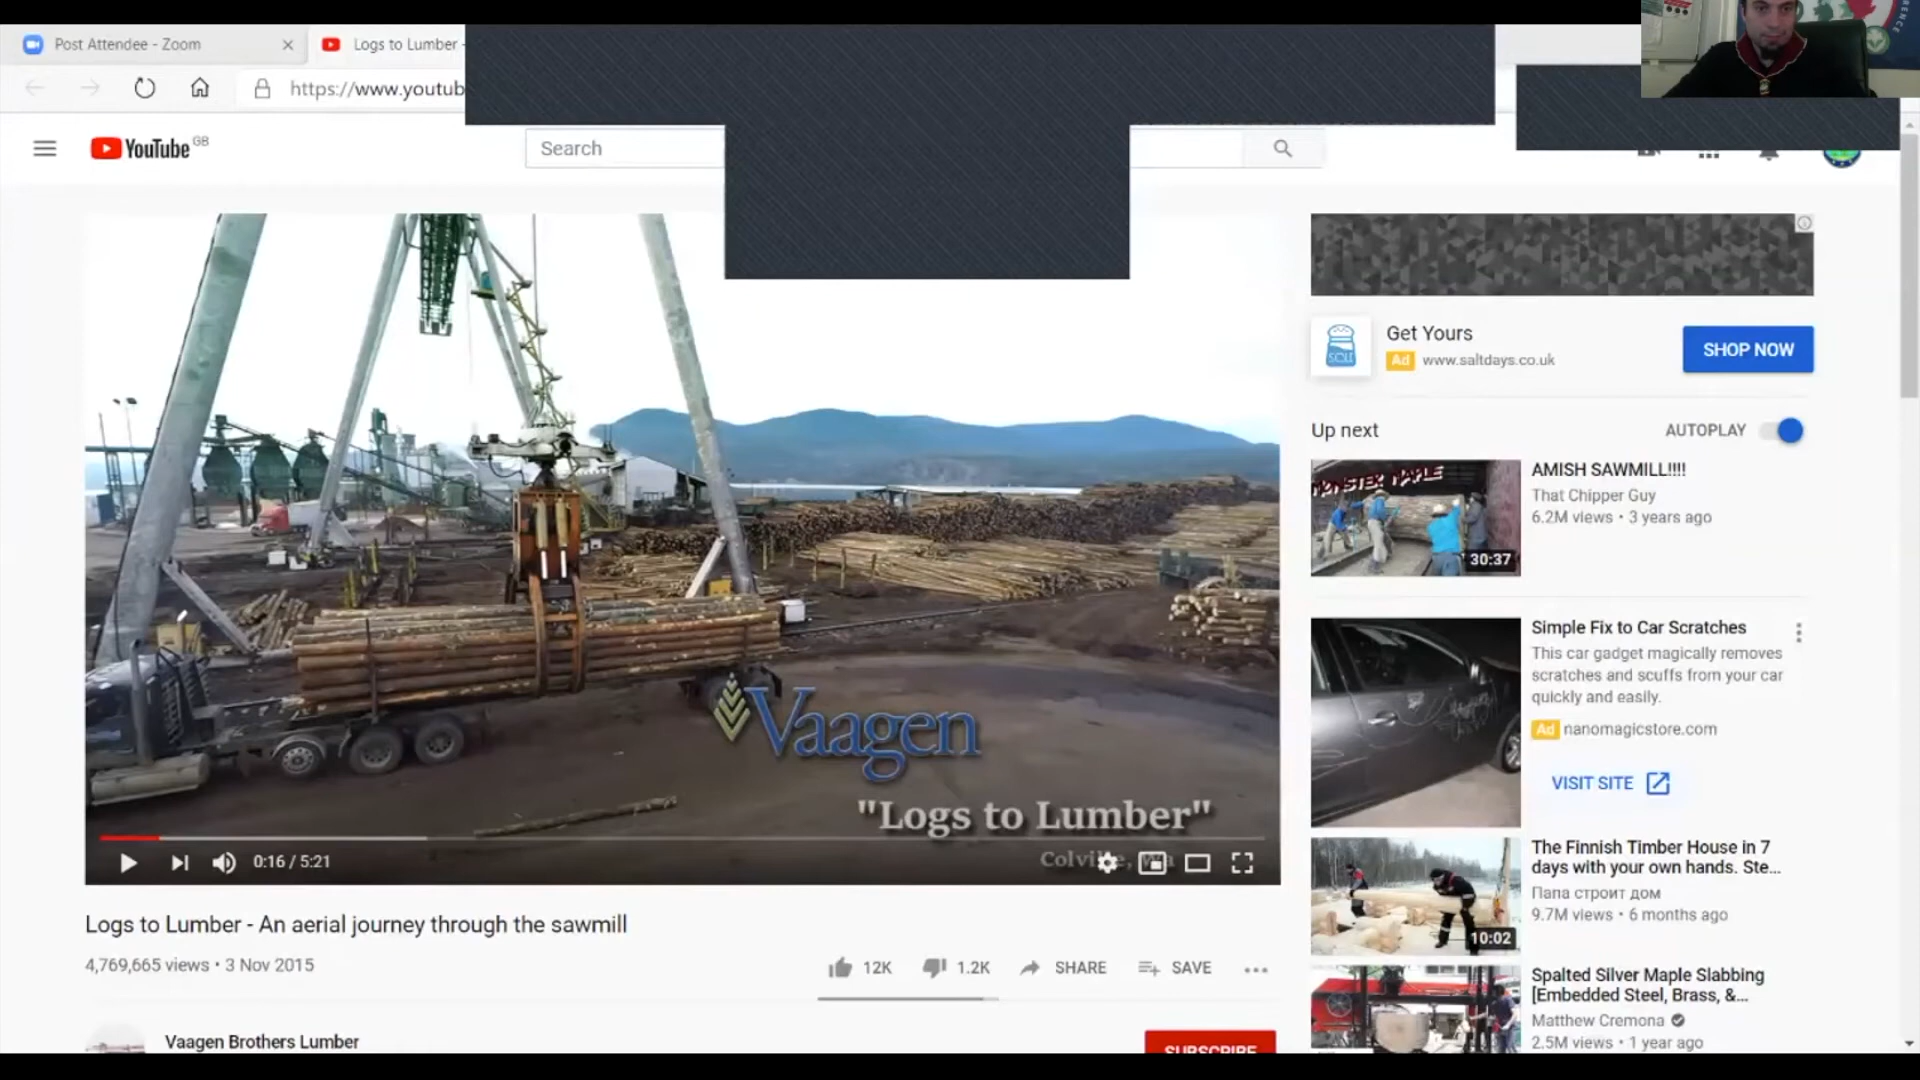 Post Attendee - Zoom
Logs to Lumber -
https://www.youtub
YouTube GB
Search
Get Yours
Ad www.saltdays.co.uk
SHOP NOW
Up next
AUTOPLAY
MONSTER MAPLE
30:37
AMISH SAWMILL!!!!
That Chipper Guy
6.2M views • 3 years ago
Simple Fix to Car Scratches
This car gadget magically removes
scratches and scuffs from your car
quickly and easily.
Ad nanomagicstore.com
VISIT SITE
10:02
The Finnish Timber House in 7
days with your own hands. Ste...
Папа строит дом
9.7M views • 6 months ago
Spalted Silver Maple Slabbing
[Embedded Steel, Brass, &...
Matthew Cremona
2.5M views • 1 year ago
Vaagen
"Logs to Lumber"
0:16 / 5:21
Logs to Lumber - An aerial journey through the sawmill
4,769,665 views • 3 Nov 2015
12K
1.2K
SHARE
SAVE
Vaagen Brothers Lumber
SUBSCRIBE